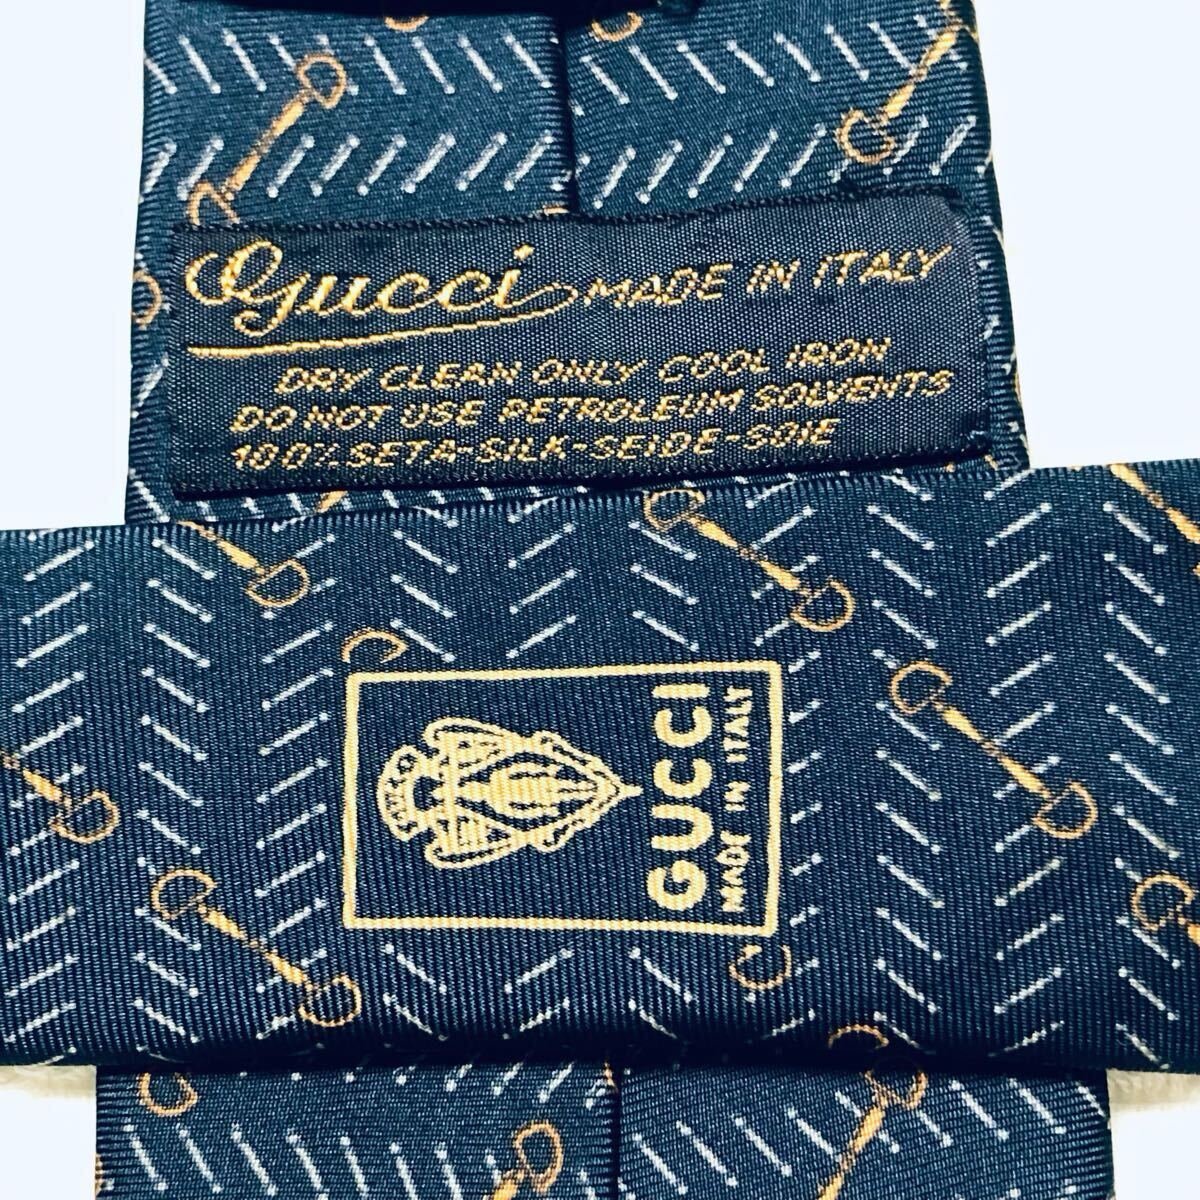 Gucci MADE IN ITALY
DRY CLEAN ONLY COOL IRON
DO NOT USE PETROLEUM SOLVENTS
100% SETA-SILK-SEIDE-SOIE
GUCCI
MADE IN ITALY